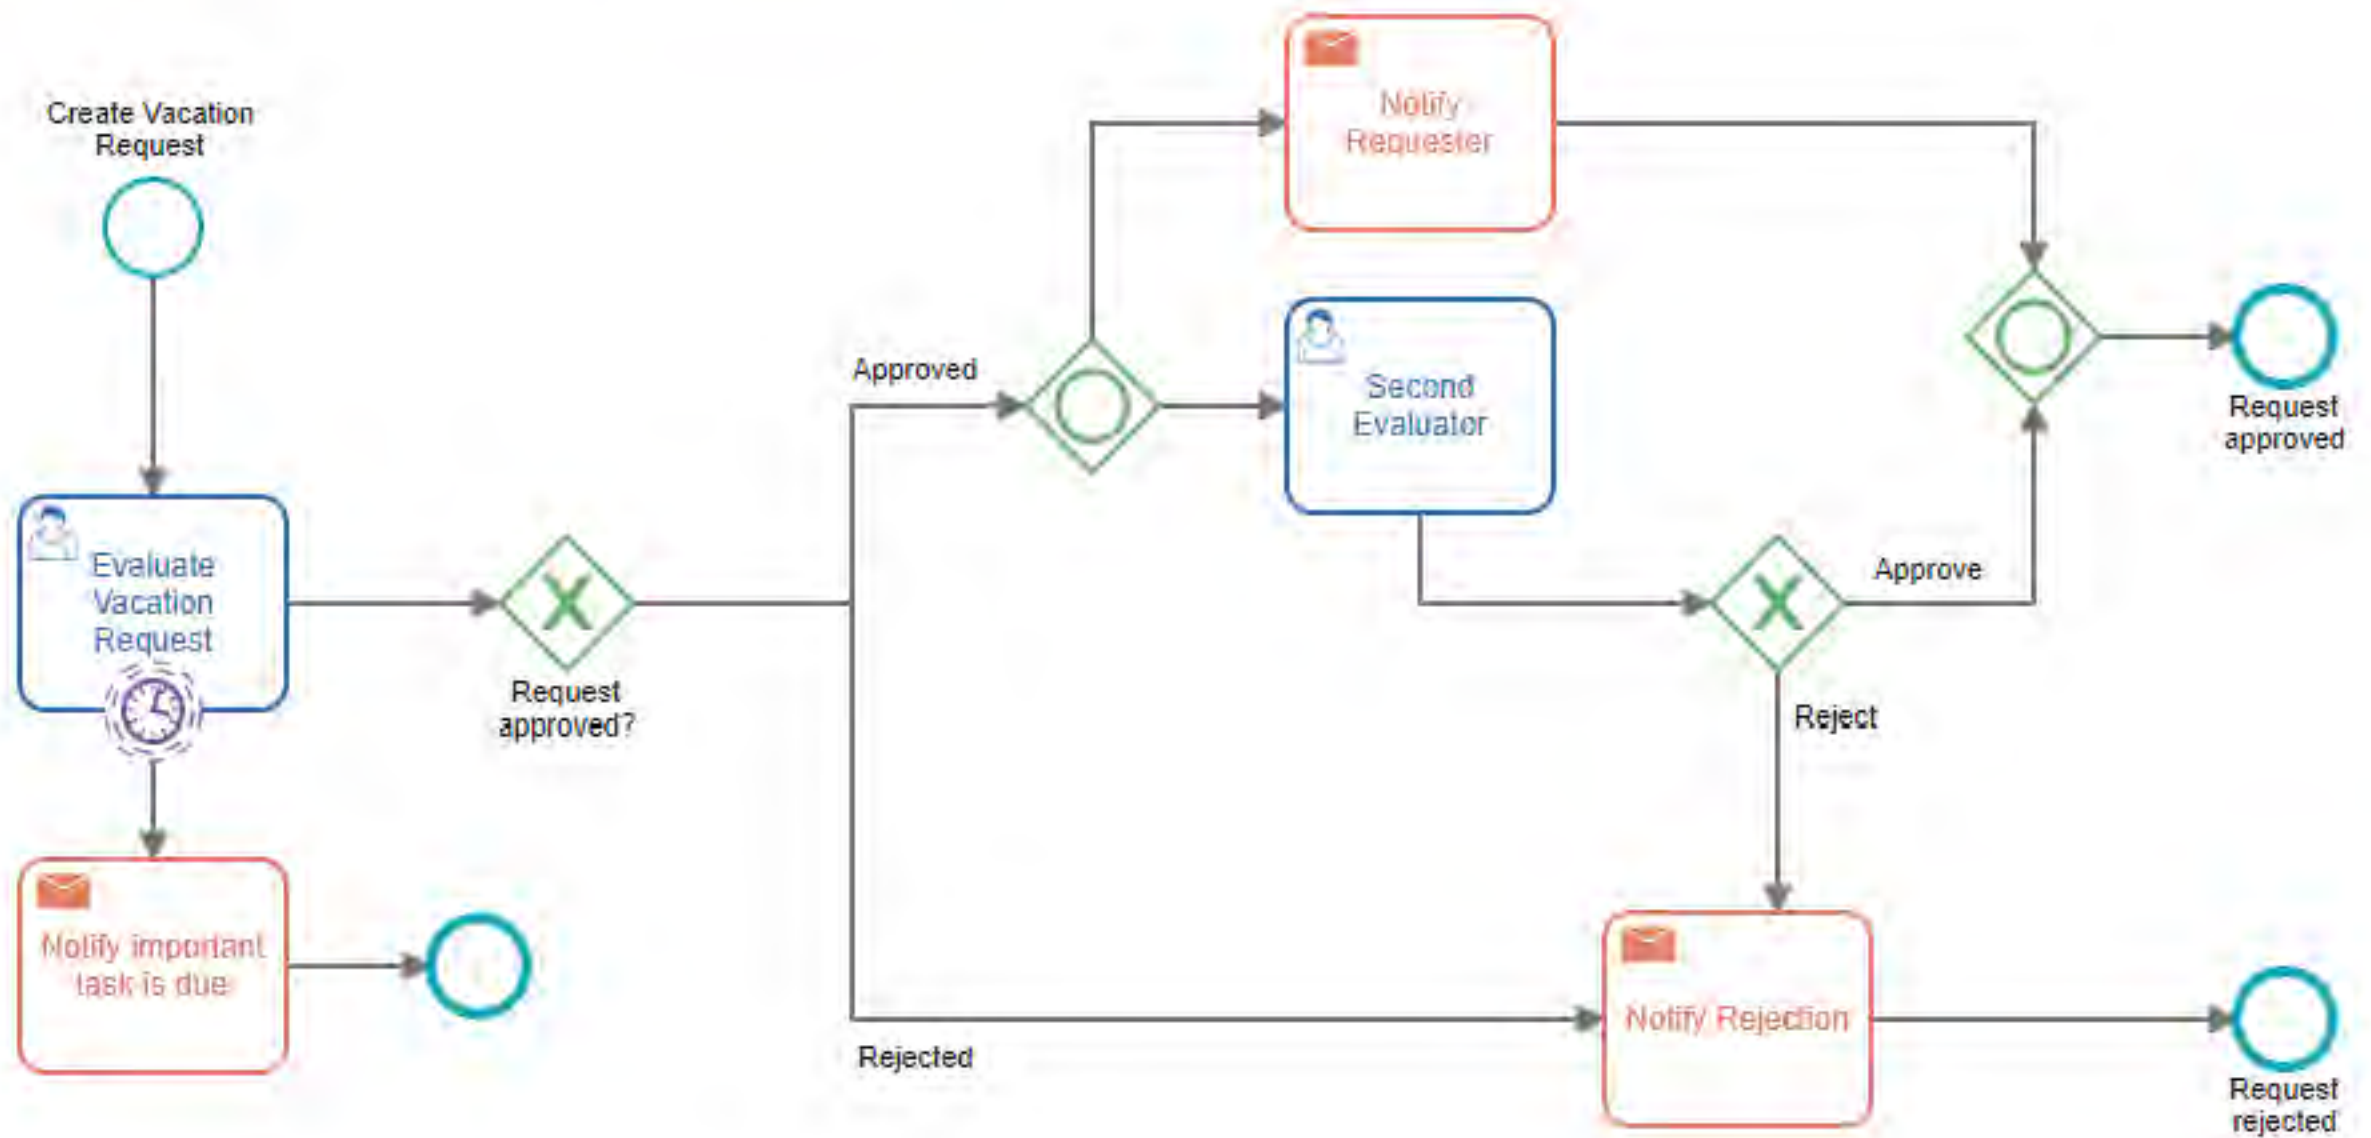 Create Vacation
Request
Evaluate
Vacation
Request
Notify important
task is due
Request
approved?
Approved
Rejected
Notify
Requester
Second
Evaluator
Approve
Reject
Notify Rejection
Request
approved
Request
rejected